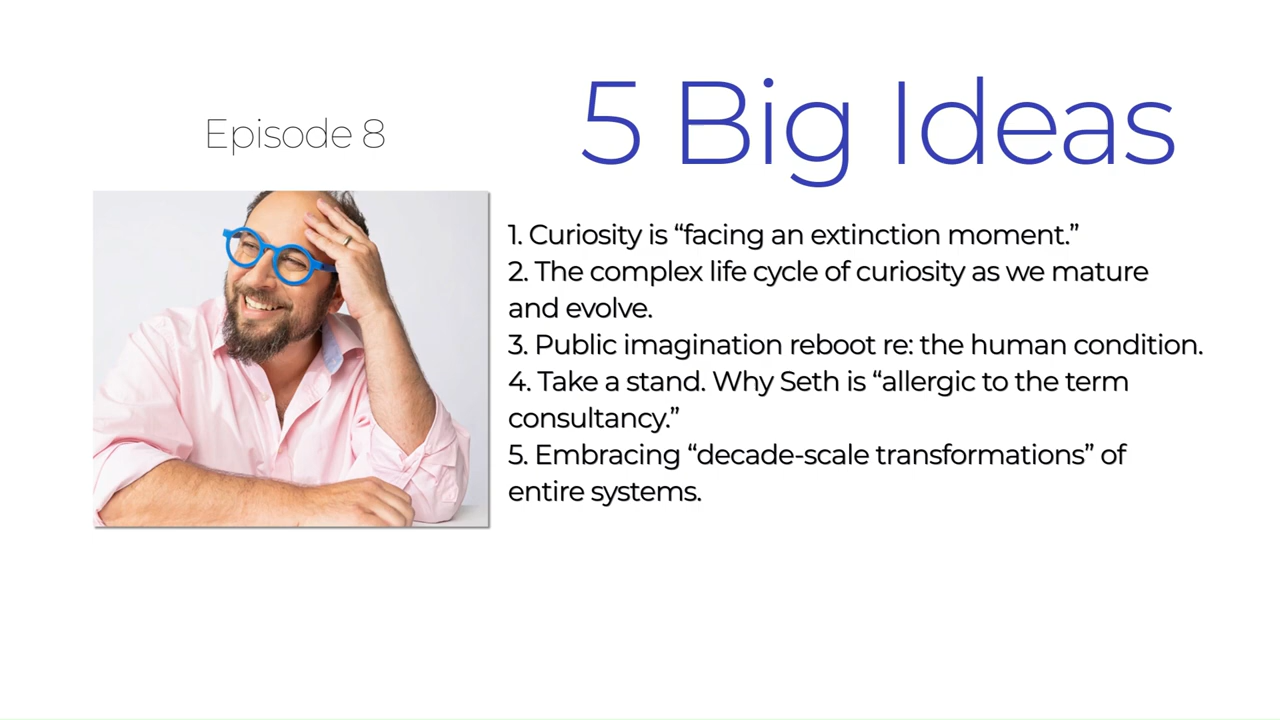 Episode 8
5 Big Ideas
1. Curiosity is “facing an extinction moment.”
2. The complex life cycle of curiosity as we mature
and evolve.
3. Public imagination reboot re: the human condition.
4. Take a stand. Why Seth is “allergic to the term
consultancy.”
5. Embracing “decade-scale transformations” of
entire systems.